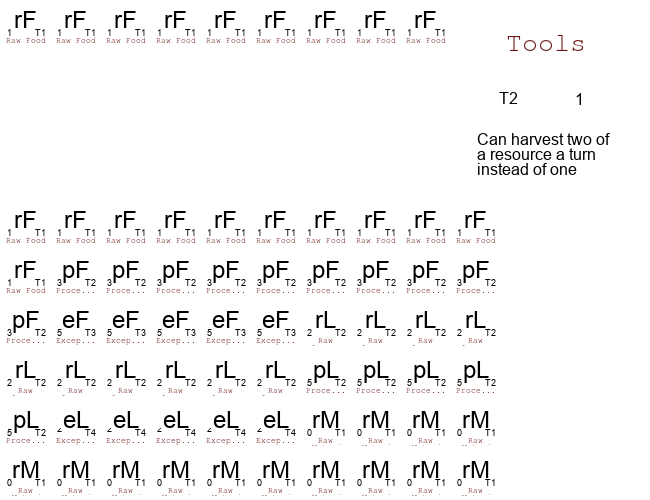 rF rF rF rF rF rF rF rF rF
1 T1 1 T1 1 T1 1 T1 1 T1 1 T1 1 T1 1 T1 1 T1
Raw Food Raw Food Raw Food Raw Food Raw Food Raw Food Raw Food Raw Food Raw Food
Tools
T2 1
Can harvest two of
a resource a turn
instead of one
rF rF rF rF rF rF rF rF rF rF
1 T1 1 T1 1 T1 1 T1 1 T1 1 T1 1 T1 1 T1 1 T1 1 T1
Raw Food Raw Food Raw Food Raw Food Raw Food Raw Food Raw Food Raw Food Raw Food Raw Food
rF pF pF pF pF pF pF pF pF pF
1 T1 3 T2 3 T2 3 T2 3 T2 3 T2 3 T2 3 T2 3 T2 3 T2
Raw Food Proce... Proce... Proce... Proce... Proce... Proce... Proce... Proce... Proce...
pF eF eF eF eF eF rL rL rL rL
3 T2 5 T3 5 T3 5 T3 5 T3 5 T3 2 T2 2 T2 2 T2 2 T2
Proce... Excep... Excep... Excep... Excep... Excep... Raw Raw Raw Raw
rL rL rL rL rL rL pL pL pL pL
2 T2 2 T2 2 T2 2 T2 2 T2 2 T2 5 T2 5 T2 5 T2 5 T2
Raw Raw Raw Raw Raw Raw Proce... Proce... Proce... Proce...
pL eL eL eL eL eL rM rM rM rM
5 T2 T4 T4 T4 T4 T4 0 T1 0 T1 0 T1 0 T1
Proce... Excep... Excep... Excep... Excep... Excep... Raw Raw Raw Raw
rM rM rM rM rM rM rM rM rM rM
0 T1 0 T1 0 T1 0 T1 0 T1 0 T1 0 T1 0 T1 0 T1 0 T1
Raw Raw Raw Raw Raw Raw Raw Raw Raw Raw